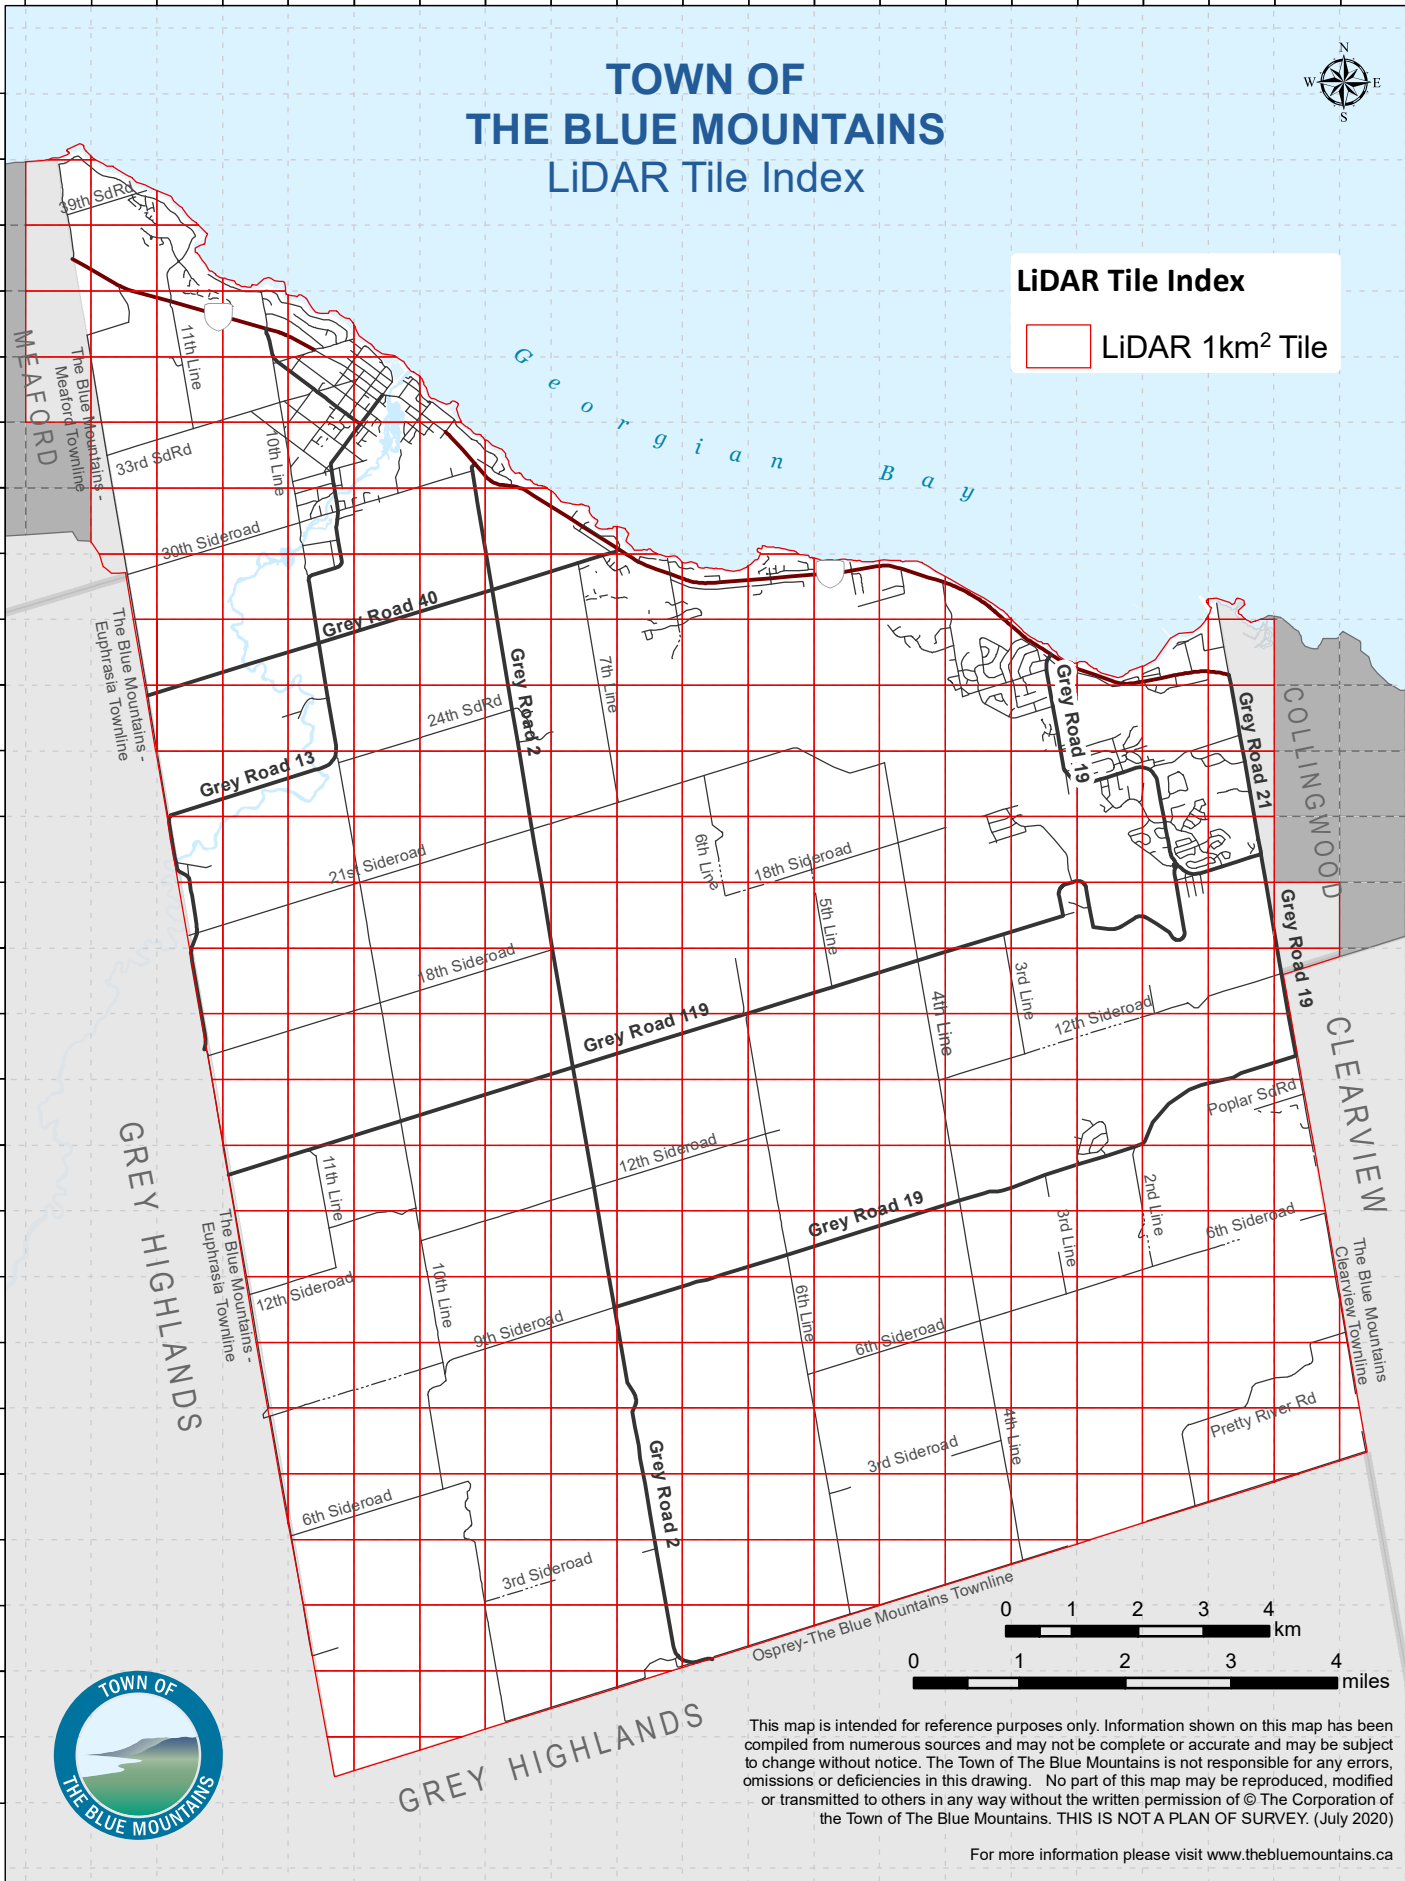 TOWN OF
THE BLUE MOUNTAINS
LiDAR Tile Index
N
W E
S
LiDAR Tile Index
LiDAR 1km² Tile
Georgian Bay
39th SdRd
11th Line
MEAFORD
The Blue Mountains -
Meaford Townline
33rd SdRd
10th Line
30th Sideroad
Grey Road 40
The Blue Mountains -
Euphrasia Townline
Grey Road 2
7th Line
24th SdRd
Grey Road 13
Grey Road 19
Grey Road 21
COLLINGWOOD
21st Sideroad
6th Line
18th Sideroad
5th Line
Grey Road 19
18th Sideroad
Grey Road 119
4th Line
3rd Line
12th Sideroad
CLEARVIEW
Poplar SdRd
GREY HIGHLANDS
11th Line
12th Sideroad
Grey Road 19
3rd Line
2nd Line
6th Sideroad
The Blue Mountains -
Euphrasia Townline
12th Sideroad
10th Line
9th Sideroad
6th Line
6th Sideroad
The Blue Mountains
Clearview Townline
Pretty River Rd
4th Line
3rd Sideroad
Grey Road 2
6th Sideroad
3rd Sideroad
Osprey-The Blue Mountains Townline
0 1 2 3 4
km
0 1 2 3 4
miles
GREY HIGHLANDS
TOWN OF
THE BLUE MOUNTAINS
This map is intended for reference purposes only. Information shown on this map has been
compiled from numerous sources and may not be complete or accurate and may be subject
to change without notice. The Town of The Blue Mountains is not responsible for any errors,
omissions or deficiencies in this drawing. No part of this map may be reproduced, modified
or transmitted to others in any way without the written permission of © The Corporation of
the Town of The Blue Mountains. THIS IS NOT A PLAN OF SURVEY. (July 2020)
For more information please visit www.thebluemountains.ca